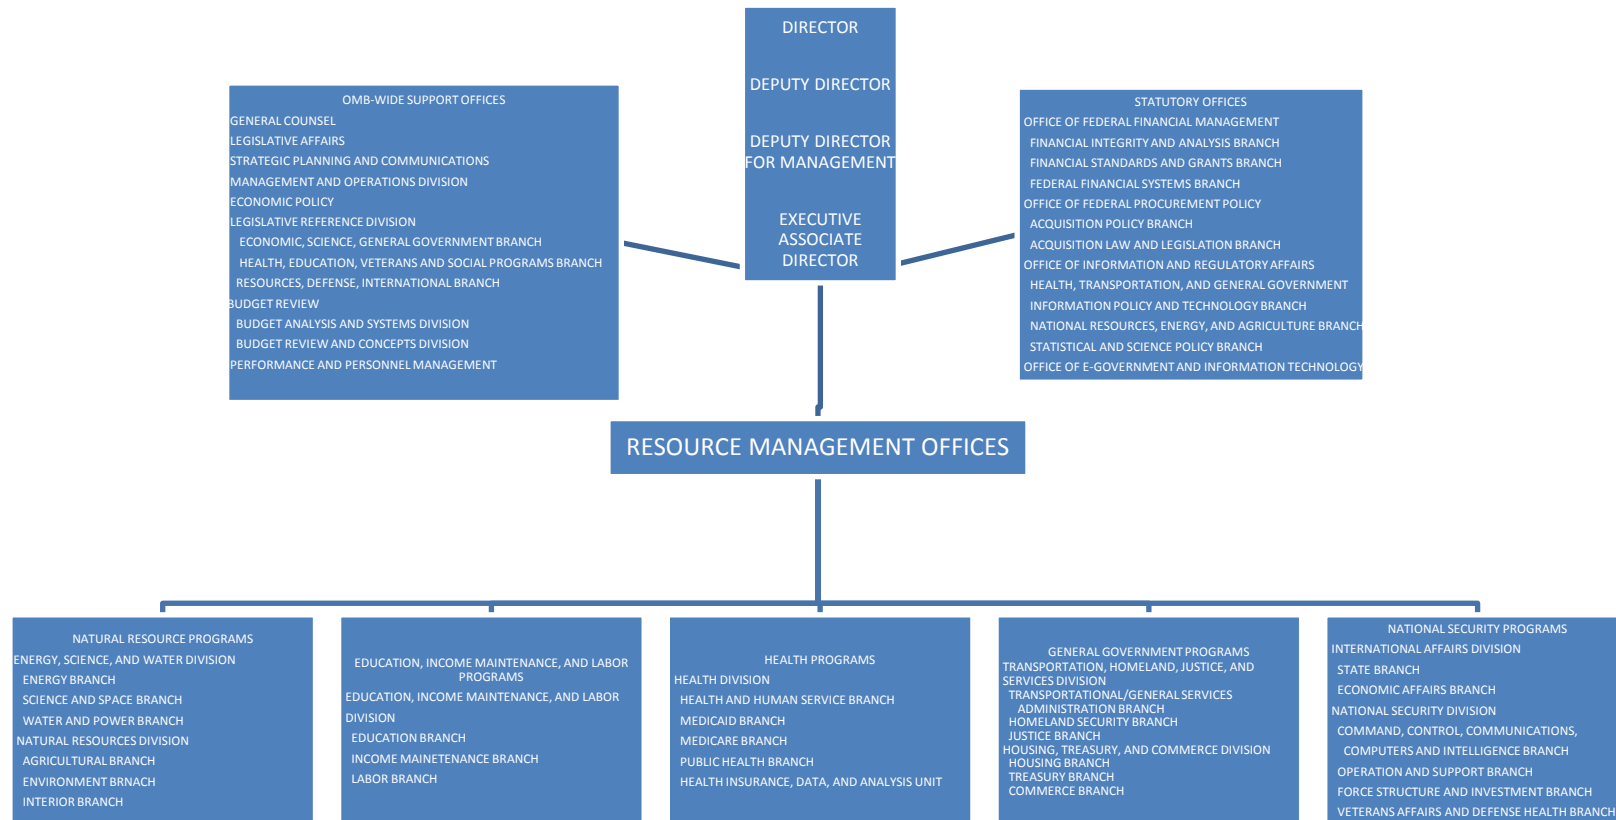 DIRECTOR
DEPUTY DIRECTOR
DEPUTY DIRECTOR
FOR MANAGEMENT
EXECUTIVE
ASSOCIATE
DIRECTOR
OMB-WIDE SUPPORT OFFICES
GENERAL COUNSEL
LEGISLATIVE AFFAIRS
STRATEGIC PLANNING AND COMMUNICATIONS
MANAGEMENT AND OPERATIONS DIVISION
ECONOMIC POLICY
LEGISLATIVE REFERENCE DIVISION
ECONOMIC, SCIENCE, GENERAL GOVERNMENT BRANCH
HEALTH, EDUCATION, VETERANS AND SOCIAL PROGRAMS BRANCH
RESOURCES, DEFENSE, INTERNATIONAL BRANCH
BUDGET REVIEW
BUDGET ANALYSIS AND SYSTEMS DIVISION
BUDGET REVIEW AND CONCEPTS DIVISION
PERFORMANCE AND PERSONNEL MANAGEMENT
STATUTORY OFFICES
OFFICE OF FEDERAL FINANCIAL MANAGEMENT
FINANCIAL INTEGRITY AND ANALYSIS BRANCH
FINANCIAL STANDARDS AND GRANTS BRANCH
FEDERAL FINANCIAL SYSTEMS BRANCH
OFFICE OF FEDERAL PROCUREMENT POLICY
ACQUISITION POLICY BRANCH
ACQUISITION LAW AND LEGISLATION BRANCH
OFFICE OF INFORMATION AND REGULATORY AFFAIRS
HEALTH, TRANSPORTATION, AND GENERAL GOVERNMENT
INFORMATION POLICY AND TECHNOLOGY BRANCH
NATIONAL RESOURCES, ENERGY, AND AGRICULTURE BRANCH
STATISTICAL AND SCIENCE POLICY BRANCH
OFFICE OF E-GOVERNMENT AND INFORMATION TECHNOLOGY
RESOURCE MANAGEMENT OFFICES
NATURAL RESOURCE PROGRAMS
ENERGY, SCIENCE, AND WATER DIVISION
ENERGY BRANCH
SCIENCE AND SPACE BRANCH
WATER AND POWER BRANCH
NATURAL RESOURCES DIVISION
AGRICULTURAL BRANCH
ENVIRONMENT BRNACH
INTERIOR BRANCH
EDUCATION, INCOME MAINTENANCE, AND LABOR
PROGRAMS
EDUCATION, INCOME MAINTENANCE, AND LABOR
DIVISION
EDUCATION BRANCH
INCOME MAINETENANCE BRANCH
LABOR BRANCH
HEALTH PROGRAMS
HEALTH DIVISION
HEALTH AND HUMAN SERVICE BRANCH
MEDICAID BRANCH
MEDICARE BRANCH
PUBLIC HEALTH BRANCH
HEALTH INSURANCE, DATA, AND ANALYSIS UNIT
GENERAL GOVERNMENT PROGRAMS
TRANSPORTATION, HOMELAND, JUSTICE, AND
SERVICES DIVISION
TRANSPORTATIONAL/GENERAL SERVICES
ADMINISTRATION BRANCH
HOMELAND SECURITY BRANCH
JUSTICE BRANCH
HOUSING, TREASURY, AND COMMERCE DIVISION
HOUSING BRANCH
TREASURY BRANCH
COMMERCE BRANCH
NATIONAL SECURITY PROGRAMS
INTERNATIONAL AFFAIRS DIVISION
STATE BRANCH
ECONOMIC AFFAIRS BRANCH
NATIONAL SECURITY DIVISION
COMMAND, CONTROL, COMMUNICATIONS,
COMPUTERS AND INTELLIGENCE BRANCH
OPERATION AND SUPPORT BRANCH
FORCE STRUCTURE AND INVESTMENT BRANCH
VETERANS AFFAIRS AND DEFENSE HEALTH BRANCH